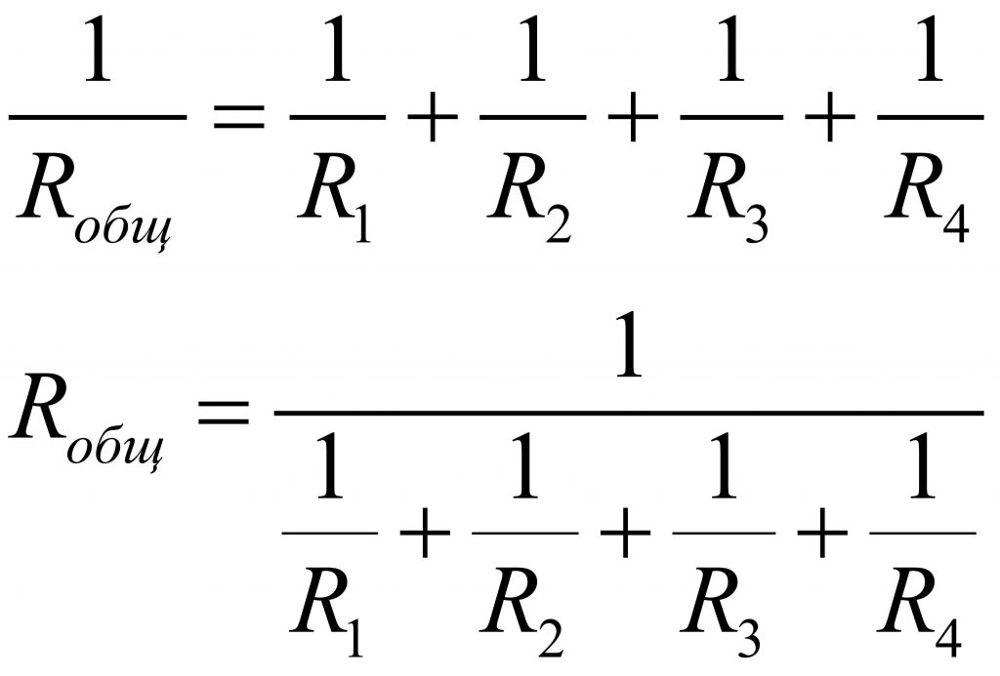 1/R_общ = 1/R_1 + 1/R_2 + 1/R_3 + 1/R_4
R_общ = 1/(1/R_1 + 1/R_2 + 1/R_3 + 1/R_4)